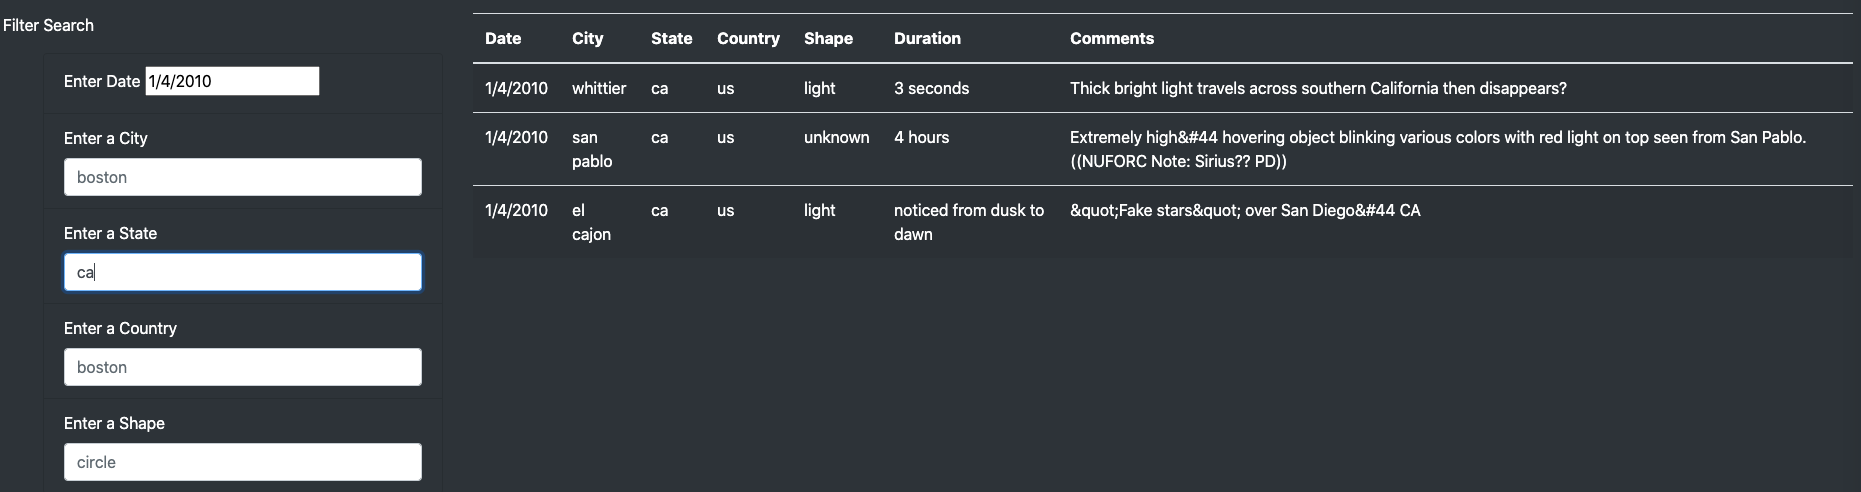 Filter Search
Enter Date 1/4/2010
Enter a City
boston
Enter a State
ca
Enter a Country
boston
Enter a Shape
circle
Date City State Country Shape Duration Comments
1/4/2010 whittier ca us light 3 seconds Thick bright light travels across southern California then disappears?
1/4/2010 san ca us unknown 4 hours Extremely high&#44 hovering object blinking various colors with red light on top seen from San Pablo.
pablo ((NUFORC Note: Sirius?? PD))
1/4/2010 el ca us light noticed from dusk to &quot;Fake stars&quot; over San Diego&#44 CA
cajon dawn